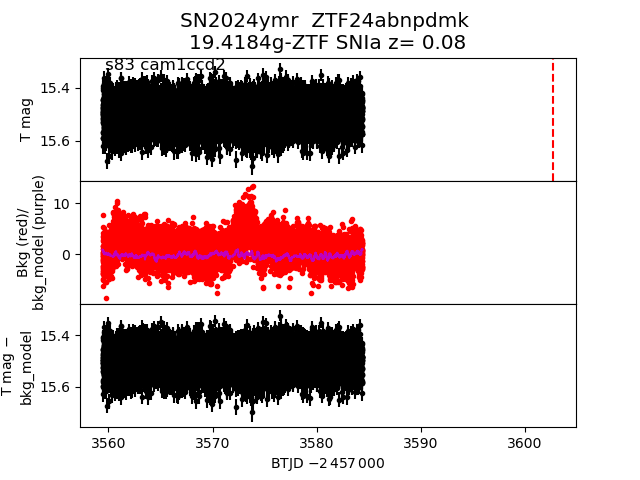 SN2024ymr  ZTF24abnpdmk
19.4184g-ZTF SNIa z= 0.08
s83 cam1ccd2
15.4
15.6
T mag
10
0
Bkg (red)/
bkg_model (purple)
15.4
15.6
T mag −
bkg_model
3560
3570
3580
3590
3600
BTJD −2 457 000